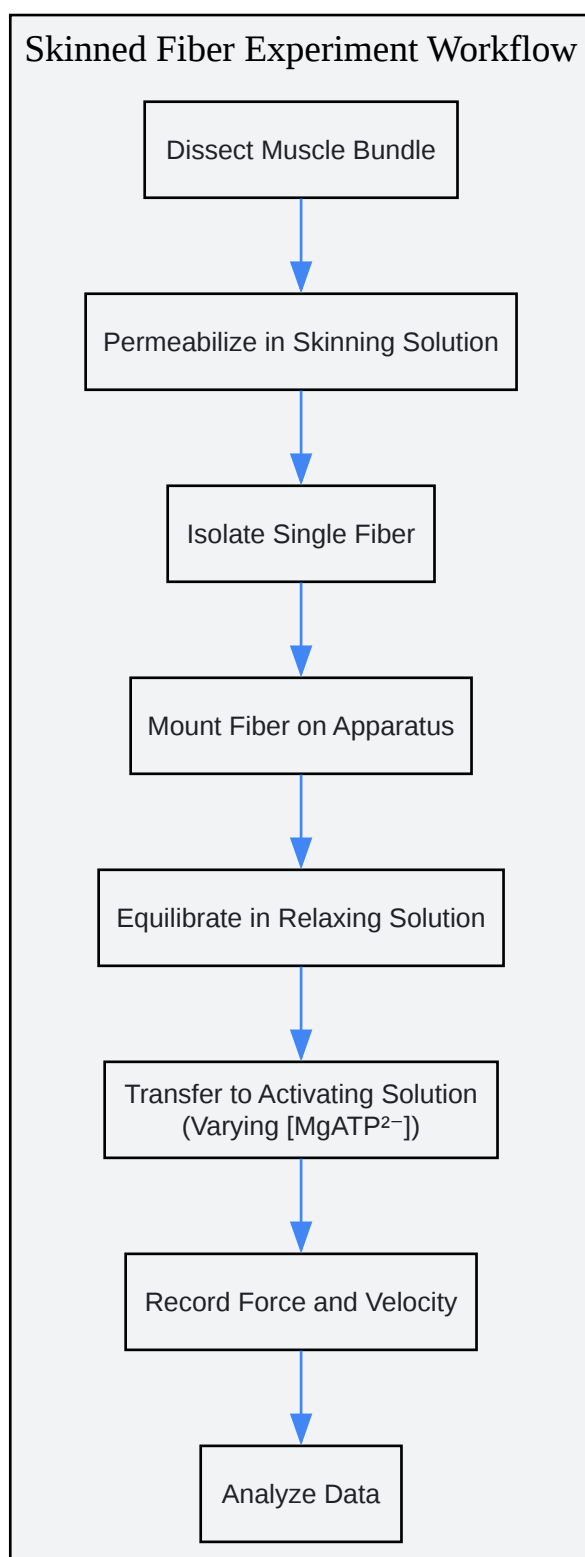 Skinned Fiber Experiment Workflow
Dissect Muscle Bundle
Permeabilize in Skinning Solution
Isolate Single Fiber
Mount Fiber on Apparatus
Equilibrate in Relaxing Solution
Transfer to Activating Solution
(Varying [MgATP²⁻])
Record Force and Velocity
Analyze Data